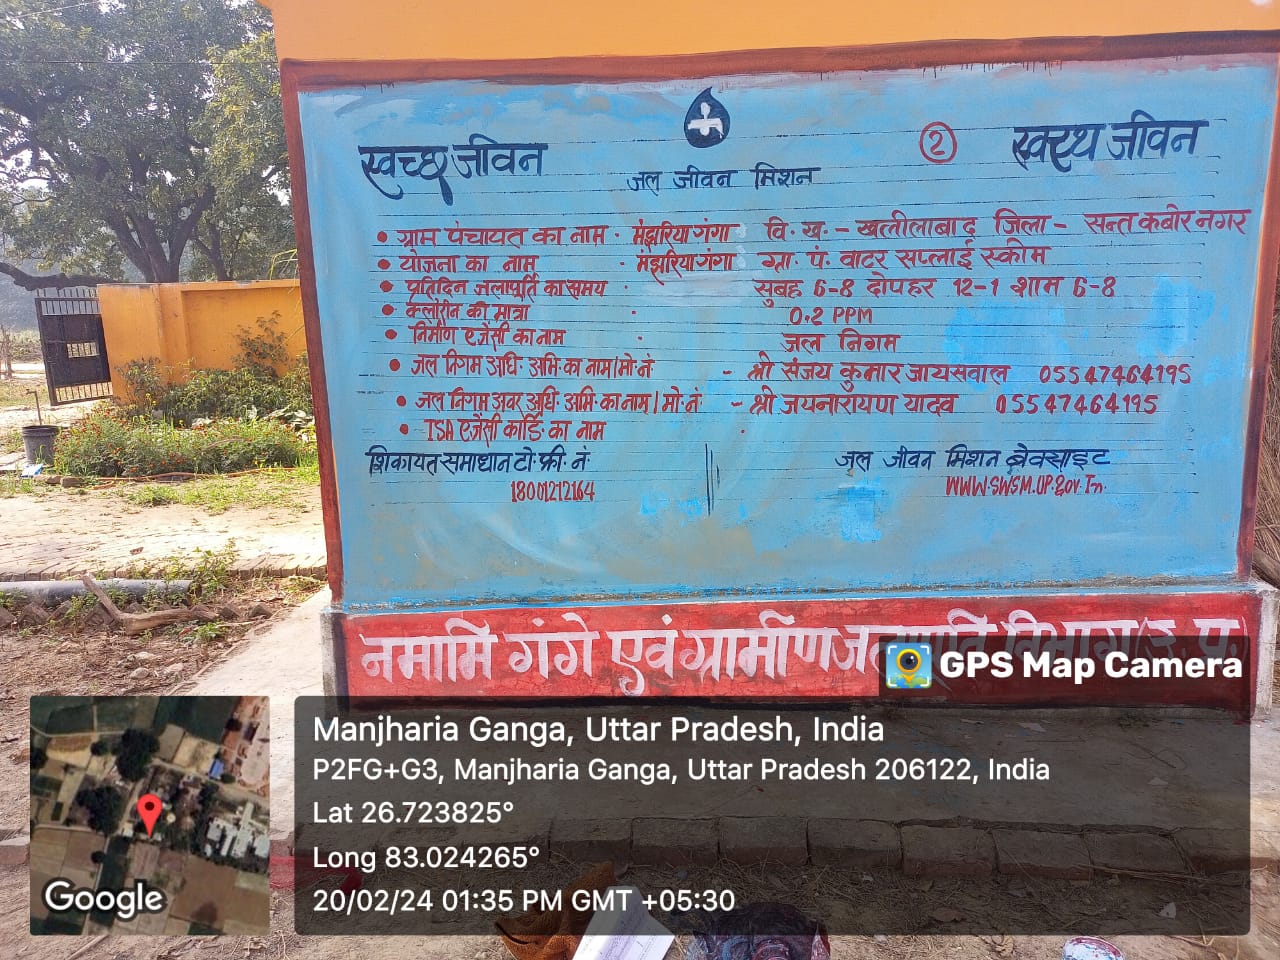 स्वच्छ जीवन
②
स्वस्थ जीवन
जल जीवन मिशन
• ग्राम पंचायत का नाम · मंझरिया गंगा वि. ख. - खलीलाबाद जिला - सन्त कबीर नगर
• योजना का नाम · मंझरिया गंगा ग्रा. पं. वाटर सप्लाई स्कीम
• प्रतिदिन जलापूर्ति का समय · सुबह 6-8 दोपहर 12-1 शाम 6-8
• क्लोरीन की मात्रा · 0.2 PPM
• निर्माण एजेंसी का नाम · जल निगम
• जल निगम अधि. अभि. का नाम/मो. नं. - श्री संजय कुमार जायसवाल 05547464195
• जल निगम अवर अधि. अभि. का नाम/मो. नं. - श्री जयनारायण यादव 05547464195
• ISA एजेंसी कार्डि. का नाम ·
शिकायत समाधान टो. फ्री. नं.
18001212164
जल जीवन मिशन बेवसाइट
WWW.SWSM.UP.Gov.In.
नमामि गंगे एवं ग्रामीण जलापूर्ति विभाग (उ. प.)
GPS Map Camera
Manjharia Ganga, Uttar Pradesh, India
P2FG+G3, Manjharia Ganga, Uttar Pradesh 206122, India
Lat 26.723825°
Long 83.024265°
20/02/24 01:35 PM GMT +05:30
Google